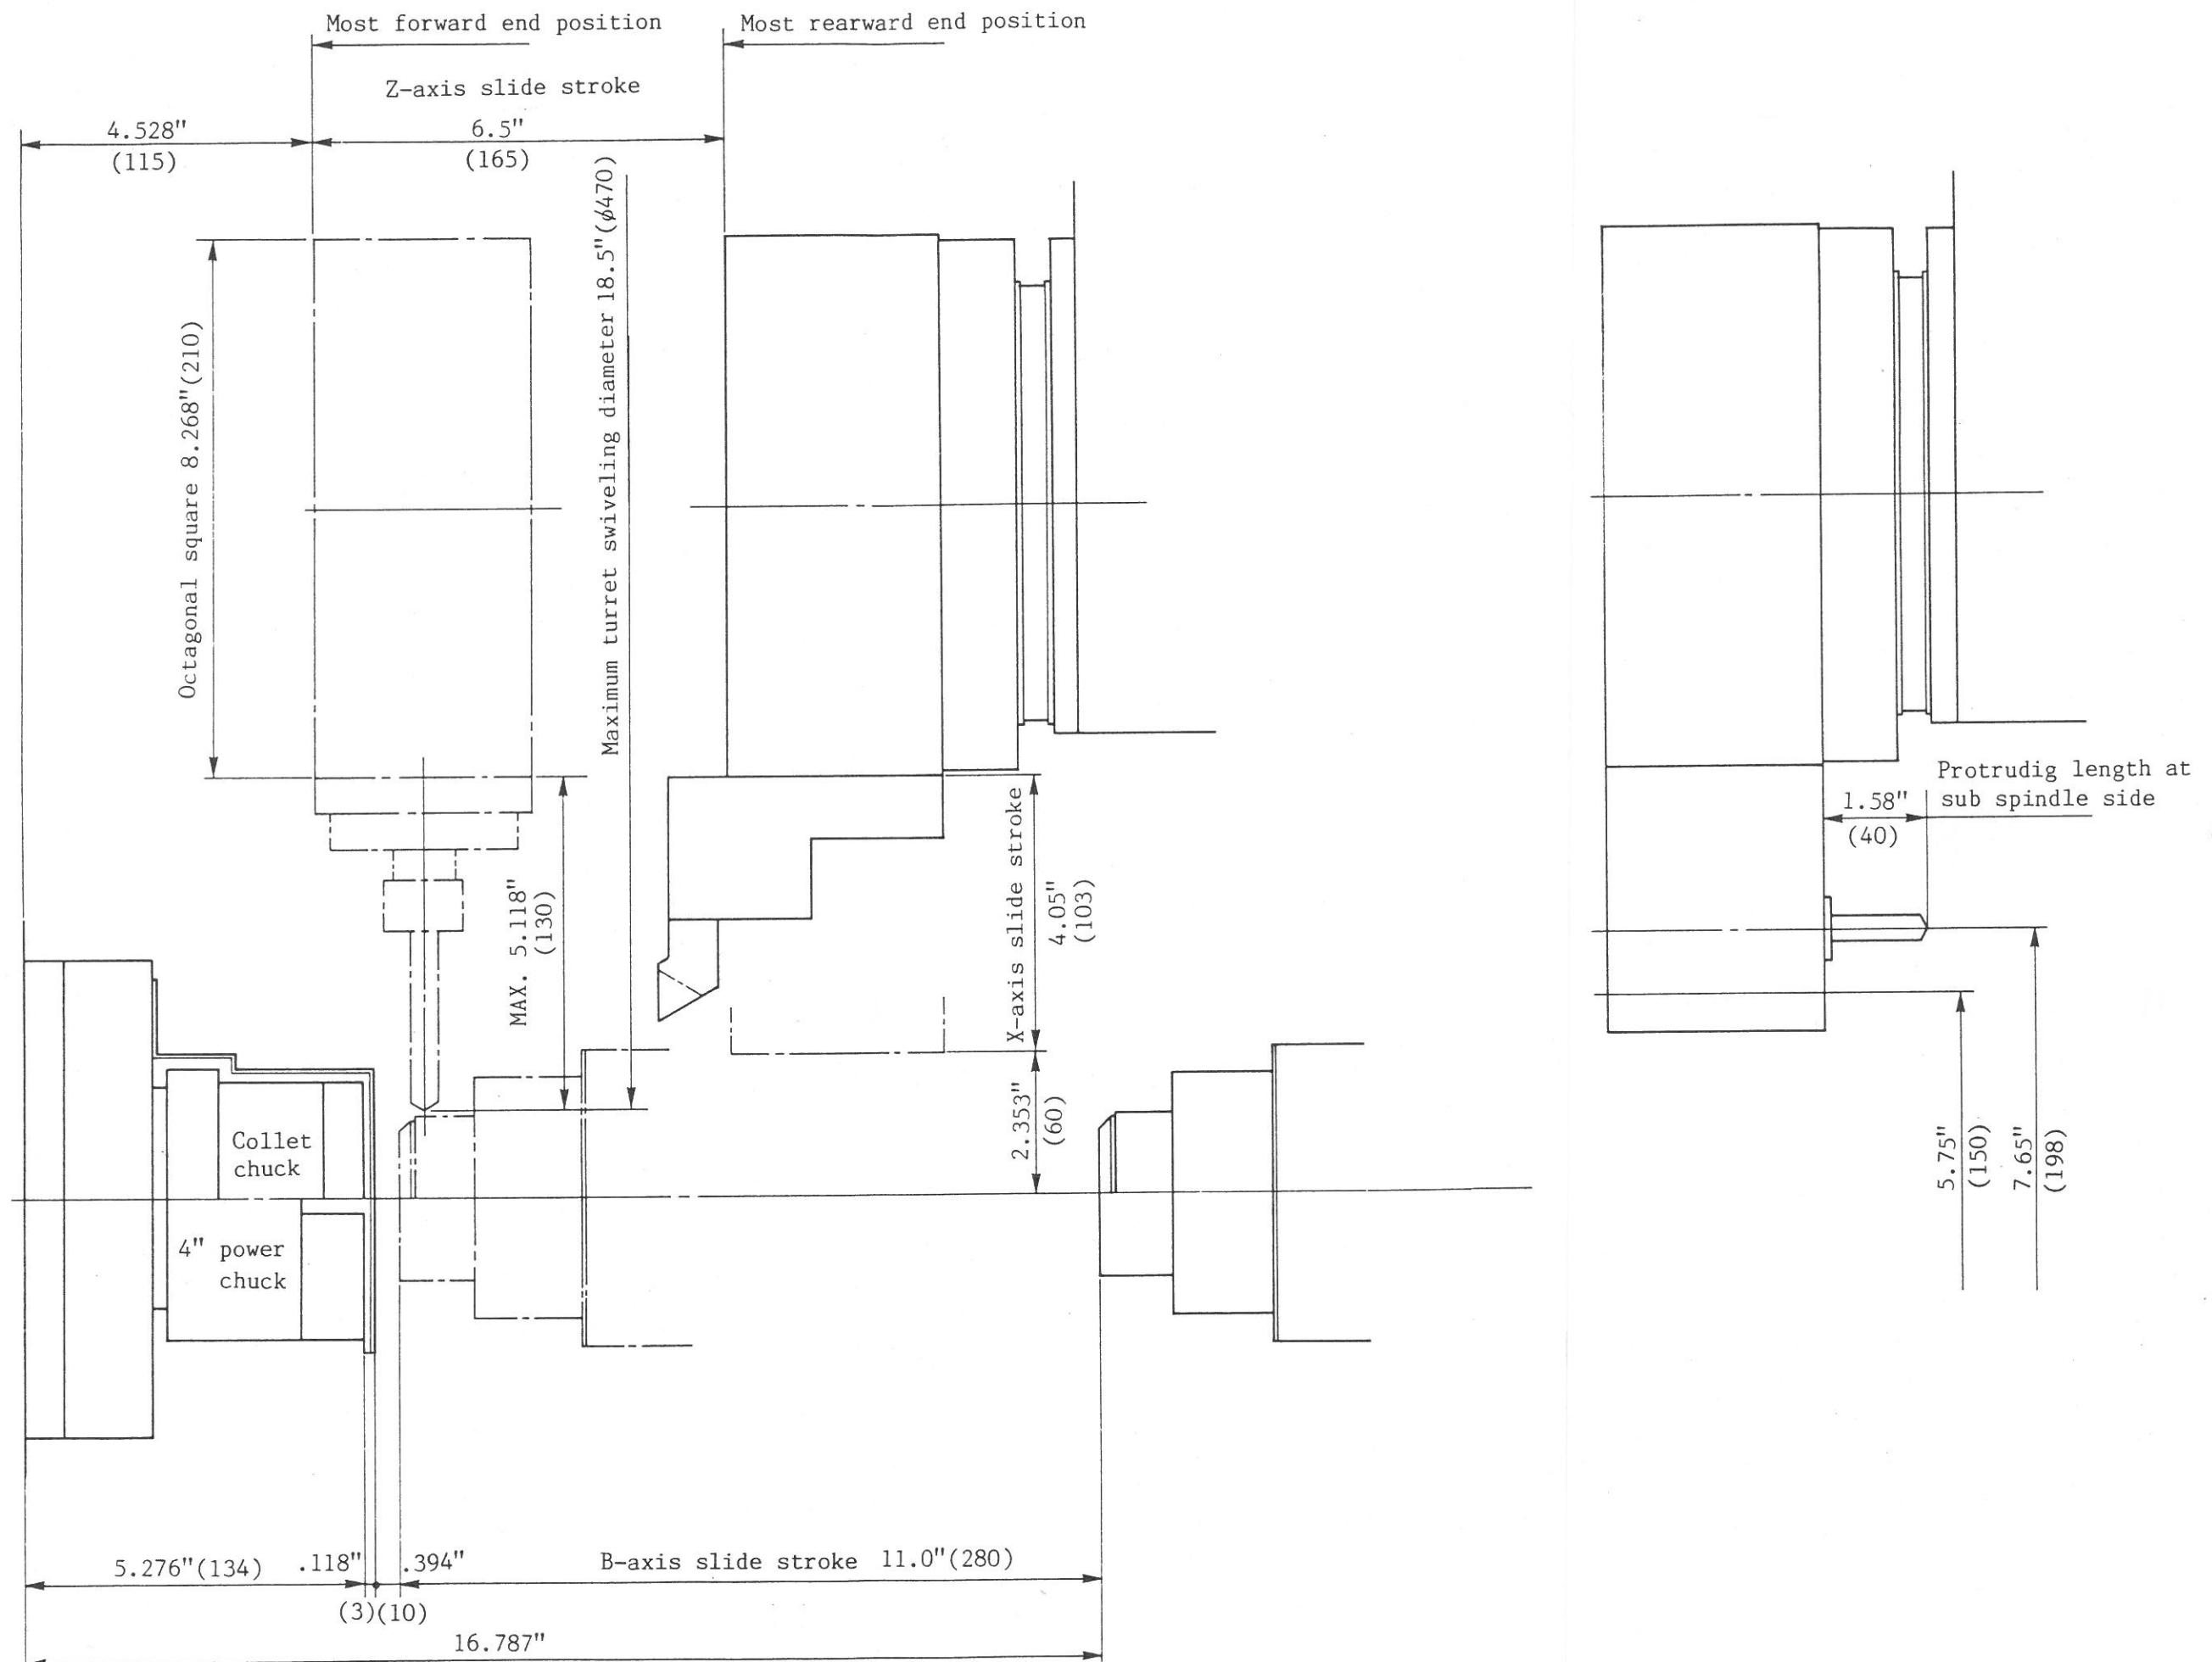 Most forward end position
Most rearward end position
Z-axis slide stroke
4.528"
(115)
6.5"
(165)
Octagonal square 8.268"(210)
Maximum turret swiveling diameter 18.5"(ϕ470)
MAX. 5.118"
(130)
X-axis slide stroke
4.05"
(103)
2.353"
(60)
Collet
chuck
4" power
chuck
Protrudig length at
sub spindle side
1.58"
(40)
5.75"
(150)
7.65"
(198)
5.276"(134)
.118"
.394"
B-axis slide stroke 11.0"(280)
(3)(10)
16.787"